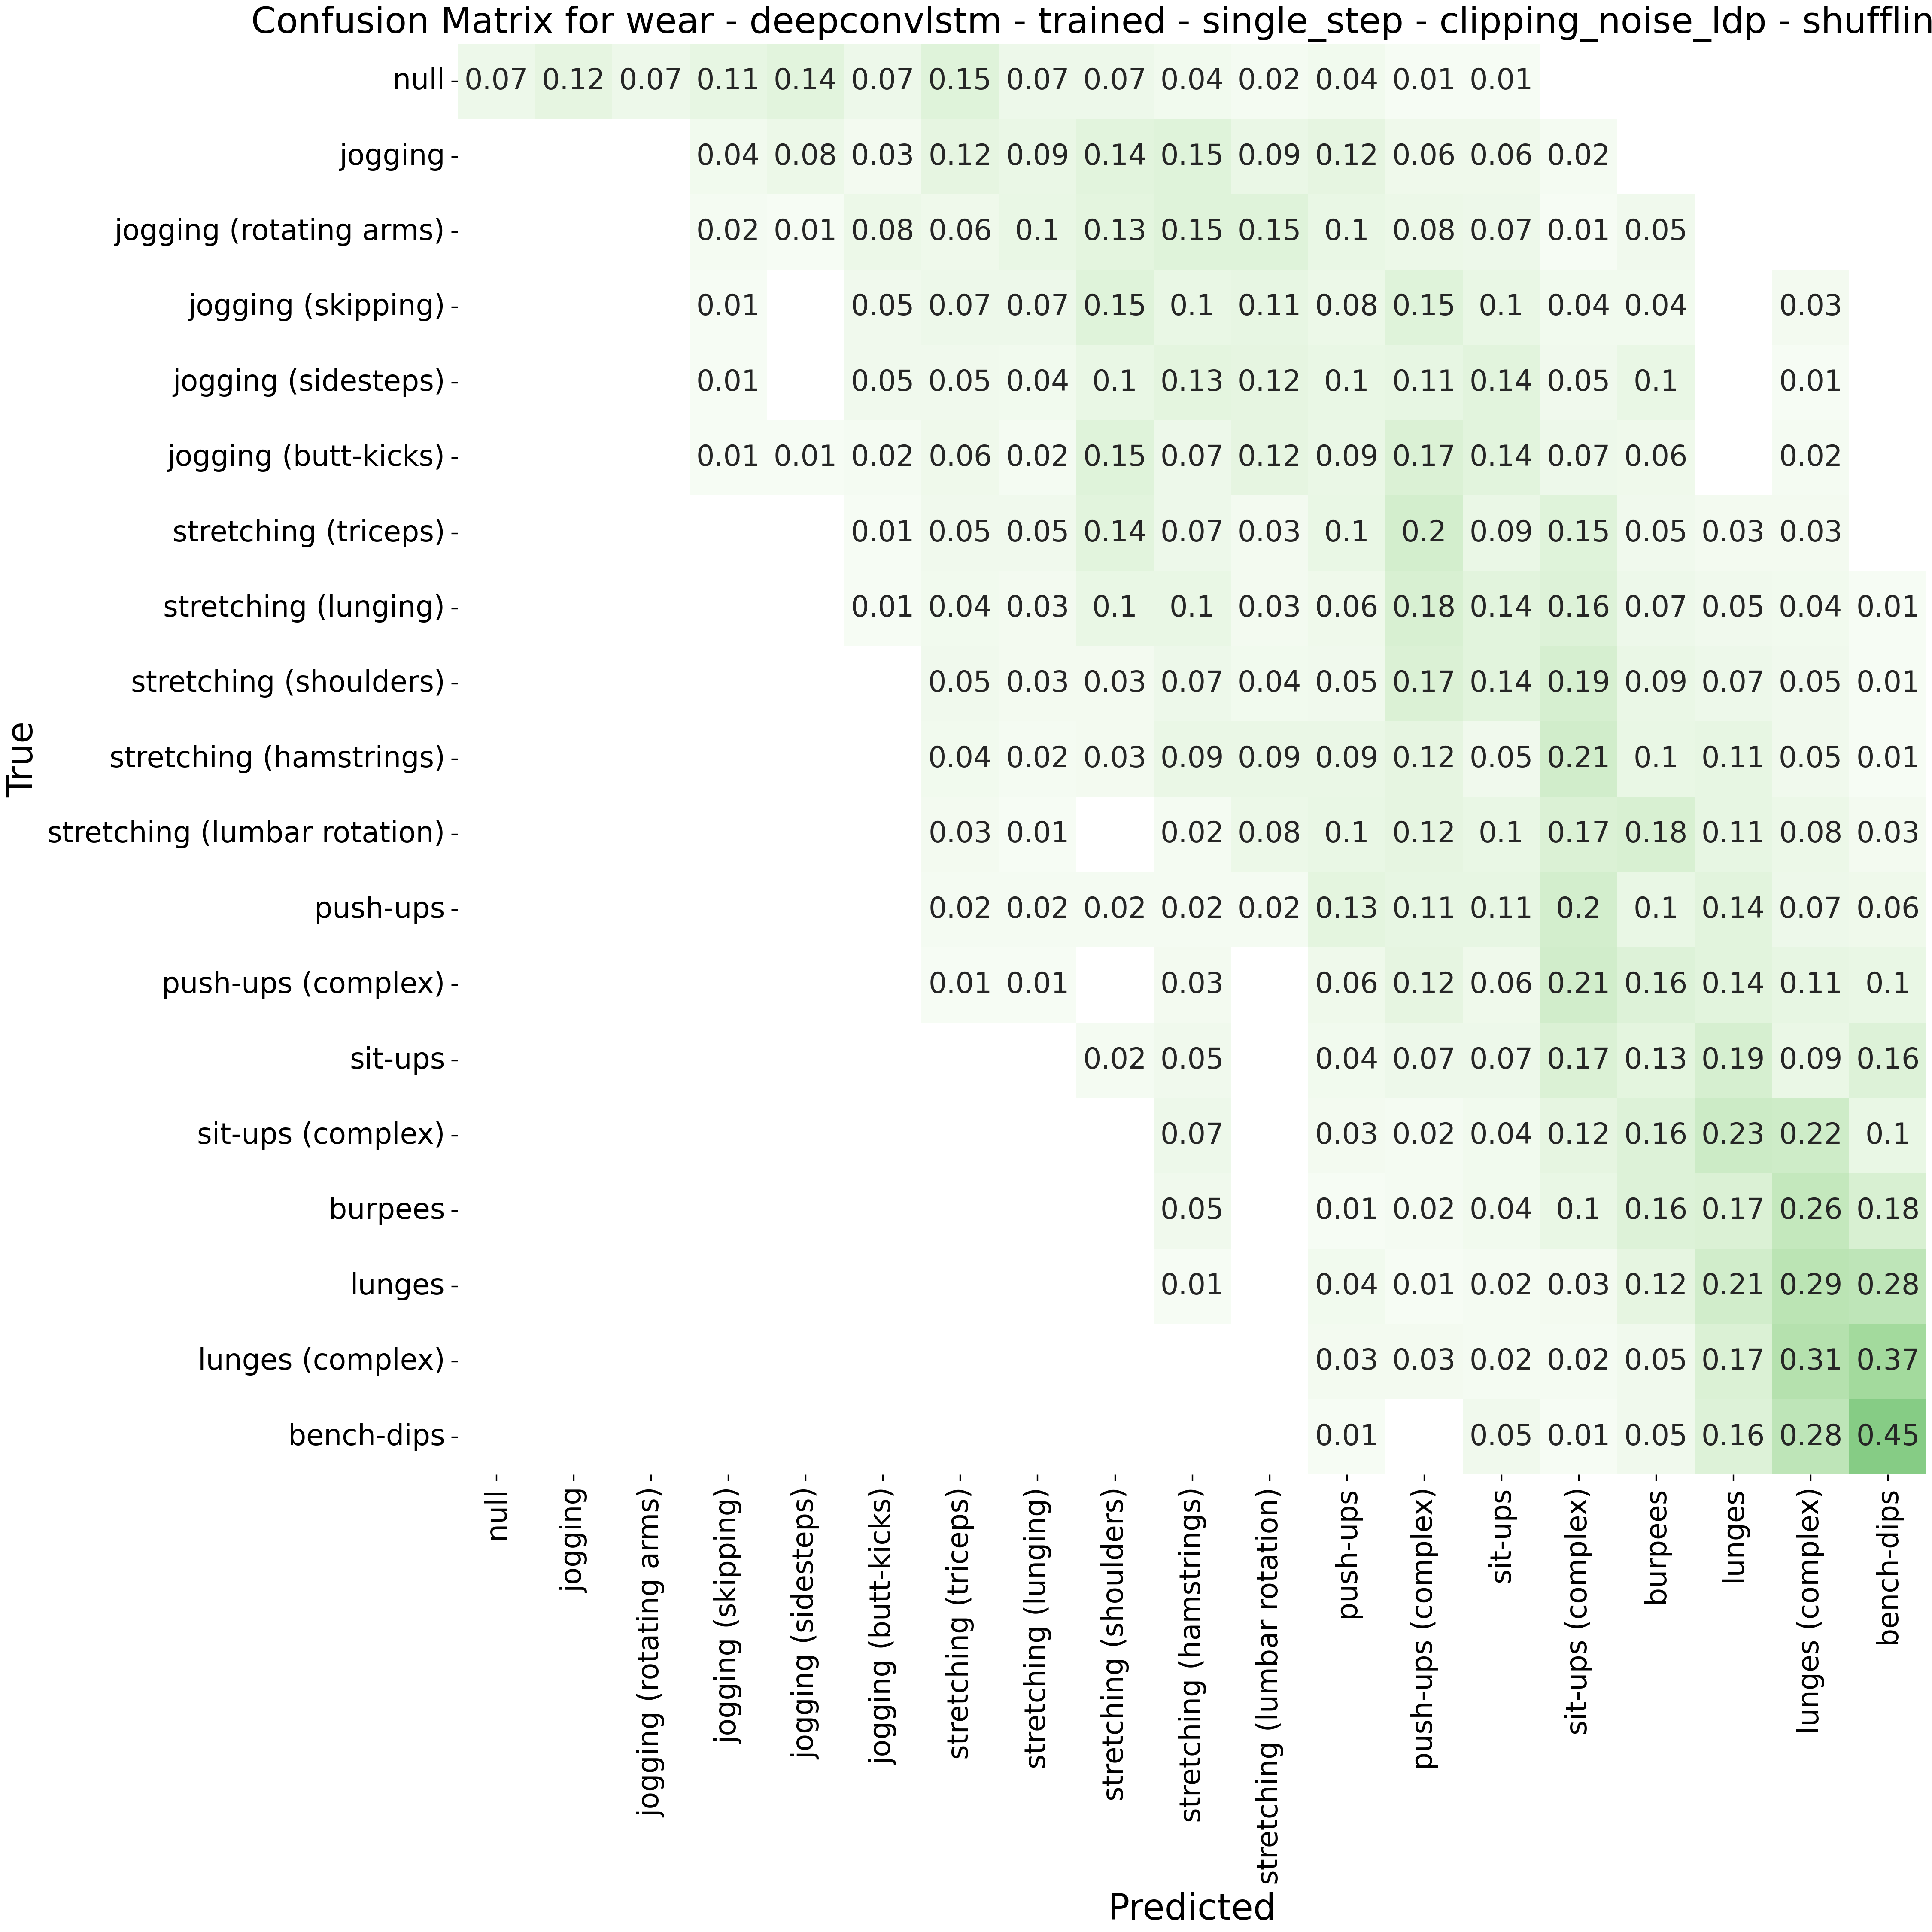 Confusion Matrix for wear - deepconvlstm - trained - single_step - clipping_noise_ldp - shufflin
null 0.07 0.12 0.07 0.11 0.14 0.07 0.15 0.07 0.07 0.04 0.02 0.04 0.01 0.01
jogging 0.04 0.08 0.03 0.12 0.09 0.14 0.15 0.09 0.12 0.06 0.06 0.02
jogging (rotating arms) 0.02 0.01 0.08 0.06 0.1 0.13 0.15 0.15 0.1 0.08 0.07 0.01 0.05
jogging (skipping) 0.01 0.05 0.07 0.07 0.15 0.1 0.11 0.08 0.15 0.1 0.04 0.04 0.03
jogging (sidesteps) 0.01 0.05 0.05 0.04 0.1 0.13 0.12 0.1 0.11 0.14 0.05 0.1 0.01
jogging (butt-kicks) 0.01 0.01 0.02 0.06 0.02 0.15 0.07 0.12 0.09 0.17 0.14 0.07 0.06 0.02
stretching (triceps) 0.01 0.05 0.05 0.14 0.07 0.03 0.1 0.2 0.09 0.15 0.05 0.03 0.03
stretching (lunging) 0.01 0.04 0.03 0.1 0.1 0.03 0.06 0.18 0.14 0.16 0.07 0.05 0.04 0.01
stretching (shoulders) 0.05 0.03 0.03 0.07 0.04 0.05 0.17 0.14 0.19 0.09 0.07 0.05 0.01
stretching (hamstrings) 0.04 0.02 0.03 0.09 0.09 0.09 0.12 0.05 0.21 0.1 0.11 0.05 0.01
stretching (lumbar rotation) 0.03 0.01 0.02 0.08 0.1 0.12 0.1 0.17 0.18 0.11 0.08 0.03
push-ups 0.02 0.02 0.02 0.02 0.02 0.13 0.11 0.11 0.2 0.1 0.14 0.07 0.06
push-ups (complex) 0.01 0.01 0.03 0.06 0.12 0.06 0.21 0.16 0.14 0.11 0.1
sit-ups 0.02 0.05 0.04 0.07 0.07 0.17 0.13 0.19 0.09 0.16
sit-ups (complex) 0.07 0.03 0.02 0.04 0.12 0.16 0.23 0.22 0.1
burpees 0.05 0.01 0.02 0.04 0.1 0.16 0.17 0.26 0.18
lunges 0.01 0.04 0.01 0.02 0.03 0.12 0.21 0.29 0.28
lunges (complex) 0.03 0.03 0.02 0.02 0.05 0.17 0.31 0.37
bench-dips 0.01 0.05 0.01 0.05 0.16 0.28 0.45
True
null
jogging
jogging (rotating arms)
jogging (skipping)
jogging (sidesteps)
jogging (butt-kicks)
stretching (triceps)
stretching (lunging)
stretching (shoulders)
stretching (hamstrings)
stretching (lumbar rotation)
push-ups
push-ups (complex)
sit-ups
sit-ups (complex)
burpees
lunges
lunges (complex)
bench-dips
Predicted